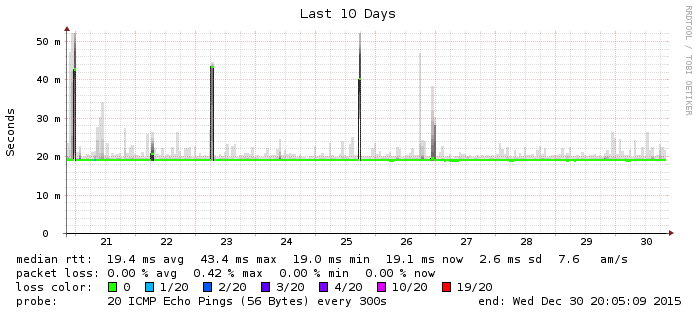 Last 10 Days
RRDTOOL / TOBI OETIKER
Seconds
50 m
40 m
30 m
20 m
10 m
0
21 22 23 24 25 26 27 28 29 30
median rtt: 19.4 ms avg 43.4 ms max 19.0 ms min 19.1 ms now 2.6 ms sd 7.6 am/s
packet loss: 0.00 % avg 0.42 % max 0.00 % min 0.00 % now
loss color: 0 1/20 2/20 3/20 4/20 10/20 19/20
probe: 20 ICMP Echo Pings (56 Bytes) every 300s end: Wed Dec 30 20:05:09 2015